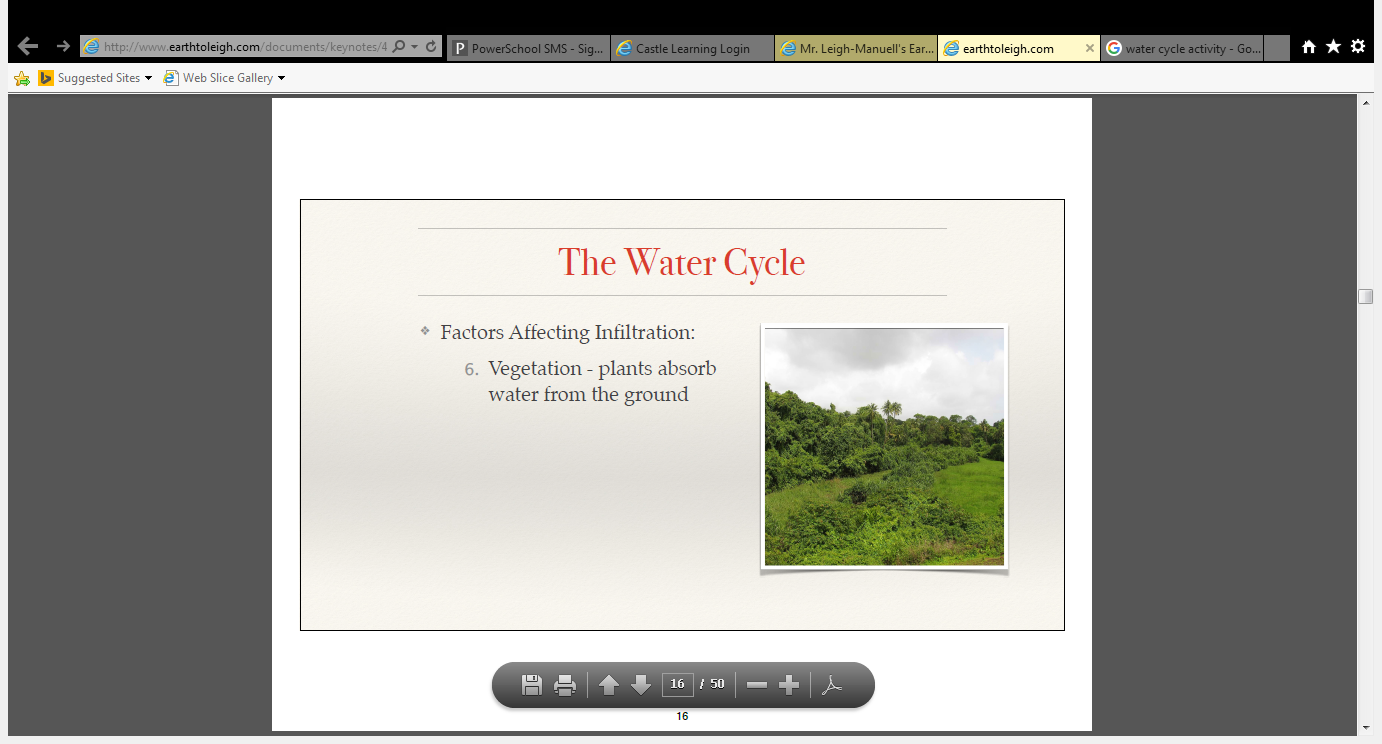 http://www.earthtoleigh.com/documents/keynotes/4
PowerSchool SMS - Sig...
Castle Learning Login
Mr. Leigh-Manuell's Ear...
earthtoleigh.com
water cycle activity - Go...
Suggested Sites
Web Slice Gallery
The Water Cycle
Factors Affecting Infiltration:
6. Vegetation - plants absorb
water from the ground
16 / 50
16